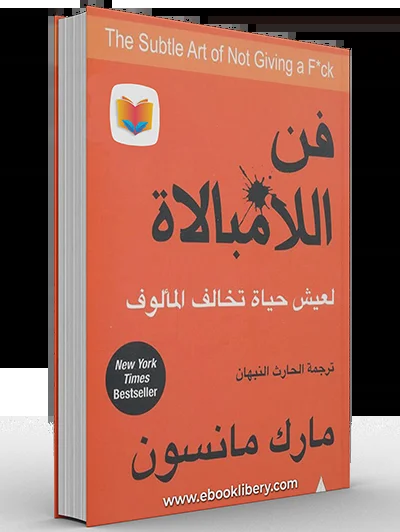 The Subtle Art of Not Giving a F*ck
فن
اللامبالاة
لعيش حياة تخالف المألوف
ترجمة الحارث النبهان
New York
Times
Bestseller
مارك مانسون
www.ebooklibery.com